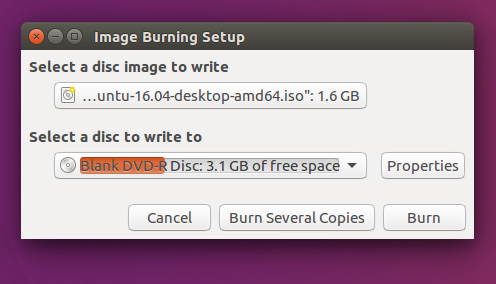 Image Burning Setup
Select a disc image to write
...untu-16.04-desktop-amd64.iso": 1.6 GB
Select a disc to write to
Blank DVD-R Disc: 3.1 GB of free space
Properties
Cancel
Burn Several Copies
Burn